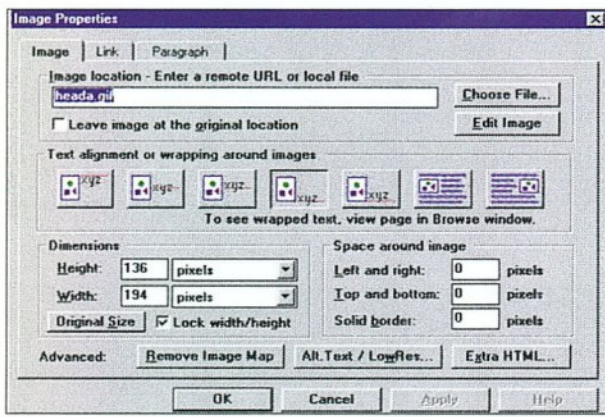 Image Properties
Image Link Paragraph
Image location - Enter a remote URL or local file
heada.gif
Choose File...
Leave image at the original location
Edit Image
Text alignment or wrapping around images
xyz xyz xyz xyz xyz
To see wrapped text, view page in Browse window.
Dimensions
Height: 136 pixels
Width: 194 pixels
Original Size Lock width/height
Space around image
Left and right: 0 pixels
Top and bottom: 0 pixels
Solid border: 0 pixels
Advanced: Remove Image Map Alt.Text / LowRes... Extra HTML...
OK Cancel Apply Help